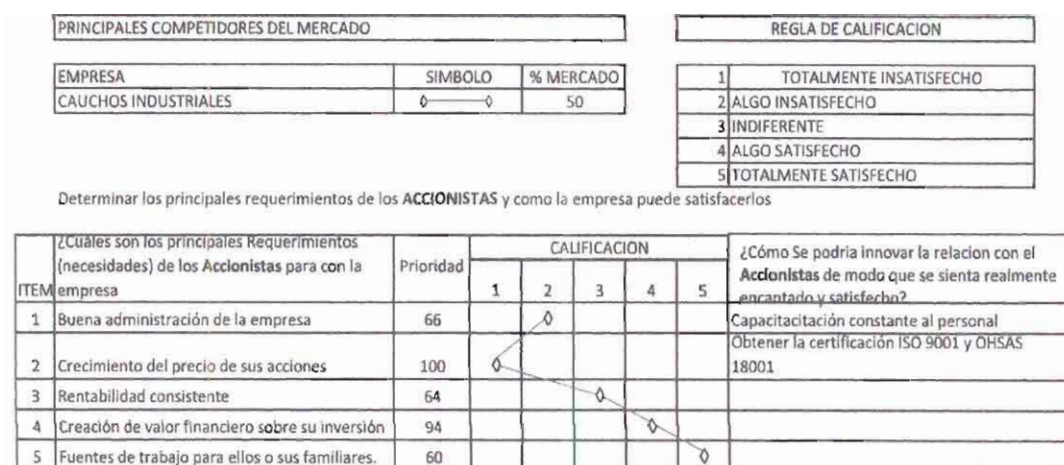 PRINCIPALES COMPETIDORES DEL MERCADO
REGLA DE CALIFICACION
EMPRESA SIMBOLO % MERCADO
CAUCHOS INDUSTRIALES 50
1 TOTALMENTE INSATISFECHO
2 ALGO INSATISFECHO
3 INDIFERENTE
4 ALGO SATISFECHO
5 TOTALMENTE SATISFECHO
Determinar los principales requerimientos de los ACCIONISTAS y como la empresa puede satisfacerlos
ITEM
¿Cuáles son los principales Requerimientos
(necesidades) de los Accionistas para con la
empresa
Prioridad
CALIFICACION
1 2 3 4 5
¿Cómo Se podria innovar la relacion con el
Accionistas de modo que se sienta realmente
encantado y satisfecho?
1 Buena administración de la empresa 66 Capacitacitación constante al personal
2 Crecimiento del precio de sus acciones 100
Obtener la certificación ISO 9001 y OHSAS
18001
3 Rentabilidad consistente 64
4 Creación de valor financiero sobre su inversión 94
5 Fuentes de trabajo para ellos o sus familiares. 60